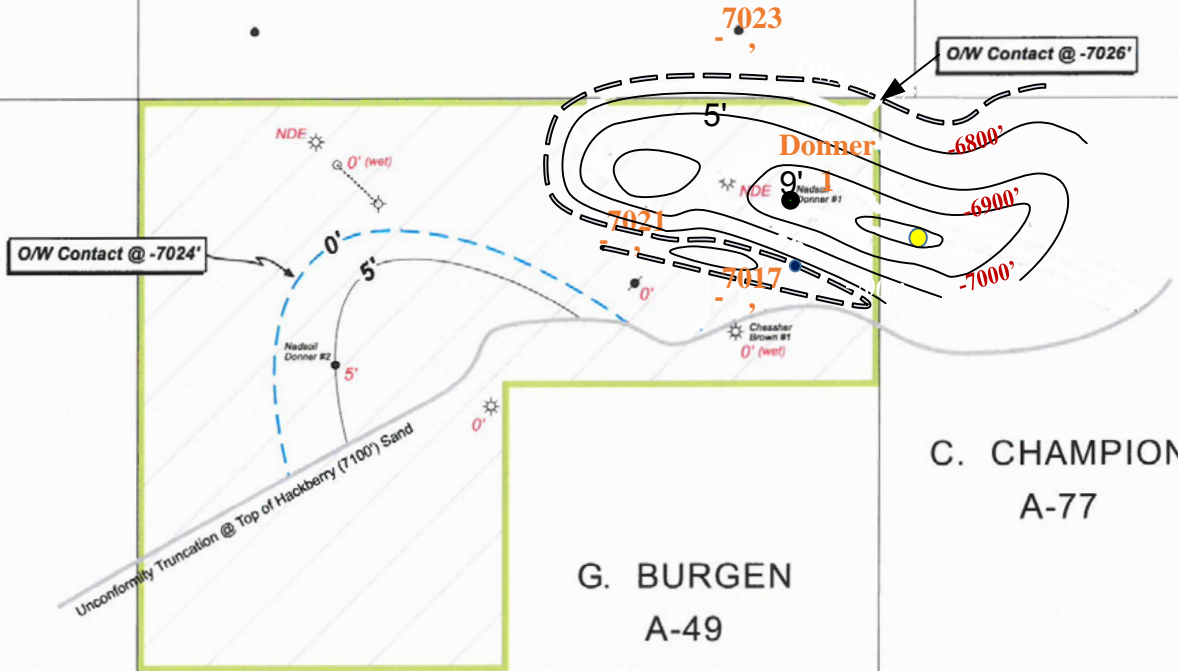 7023
- ,
O/W Contact @ -7026'
5'
-6800'
NDE
0' (wet)
Donner
1
9'
NDE
Nadsoil
Donner #1
-6900'
7021
- ,
0'
O/W Contact @ -7024'
5'
7017
- ,
-7000'
0'
Chessher
Brown #1
0' (wet)
Nadsoil
Donner #2
5'
0'
Unconformity Truncation @ Top of Hackberry (7100') Sand
C. CHAMPION
A-77
G. BURGEN
A-49